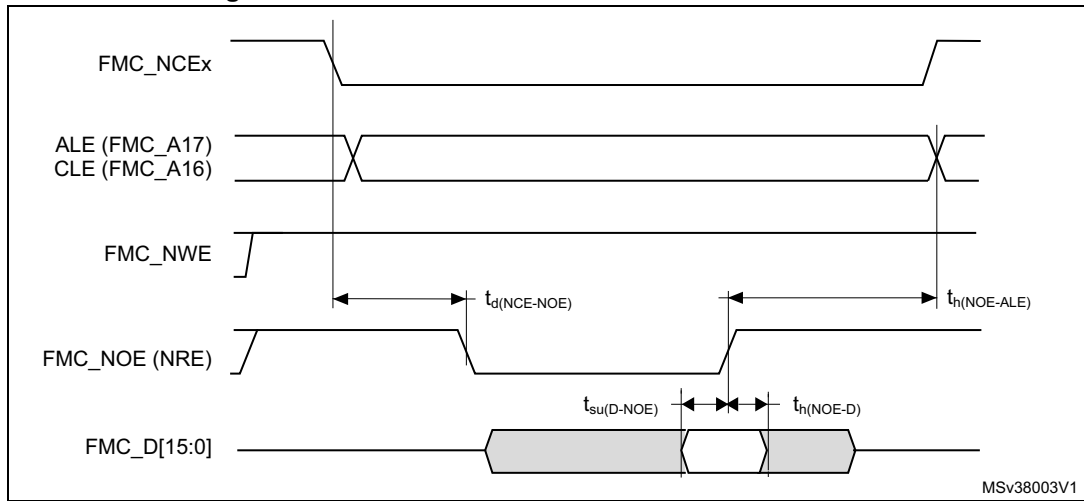 FMC_NCEx
ALE (FMC_A17)
CLE (FMC_A16)
FMC_NWE
td(NCE-NOE)
th(NOE-ALE)
FMC_NOE (NRE)
tsu(D-NOE)
th(NOE-D)
FMC_D[15:0]
MSv38003V1